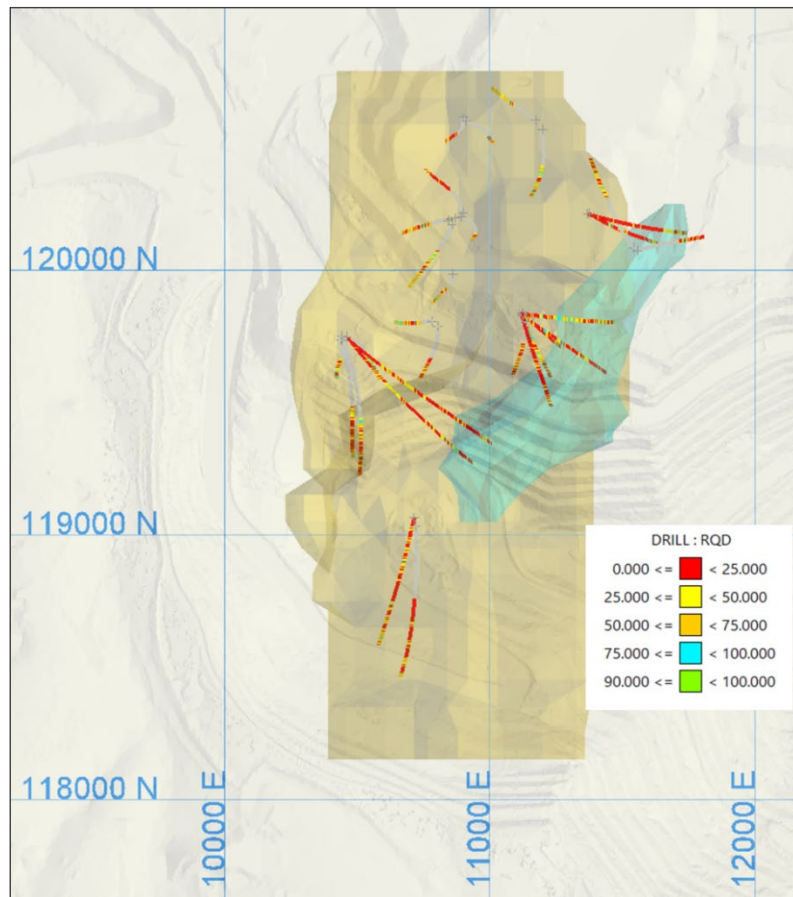 120000 N
119000 N
DRILL : RQD
0.000 <= < 25.000
25.000 <= < 50.000
50.000 <= < 75.000
75.000 <= < 100.000
90.000 <= < 100.000
118000 N
10000 E
11000 E
12000 E